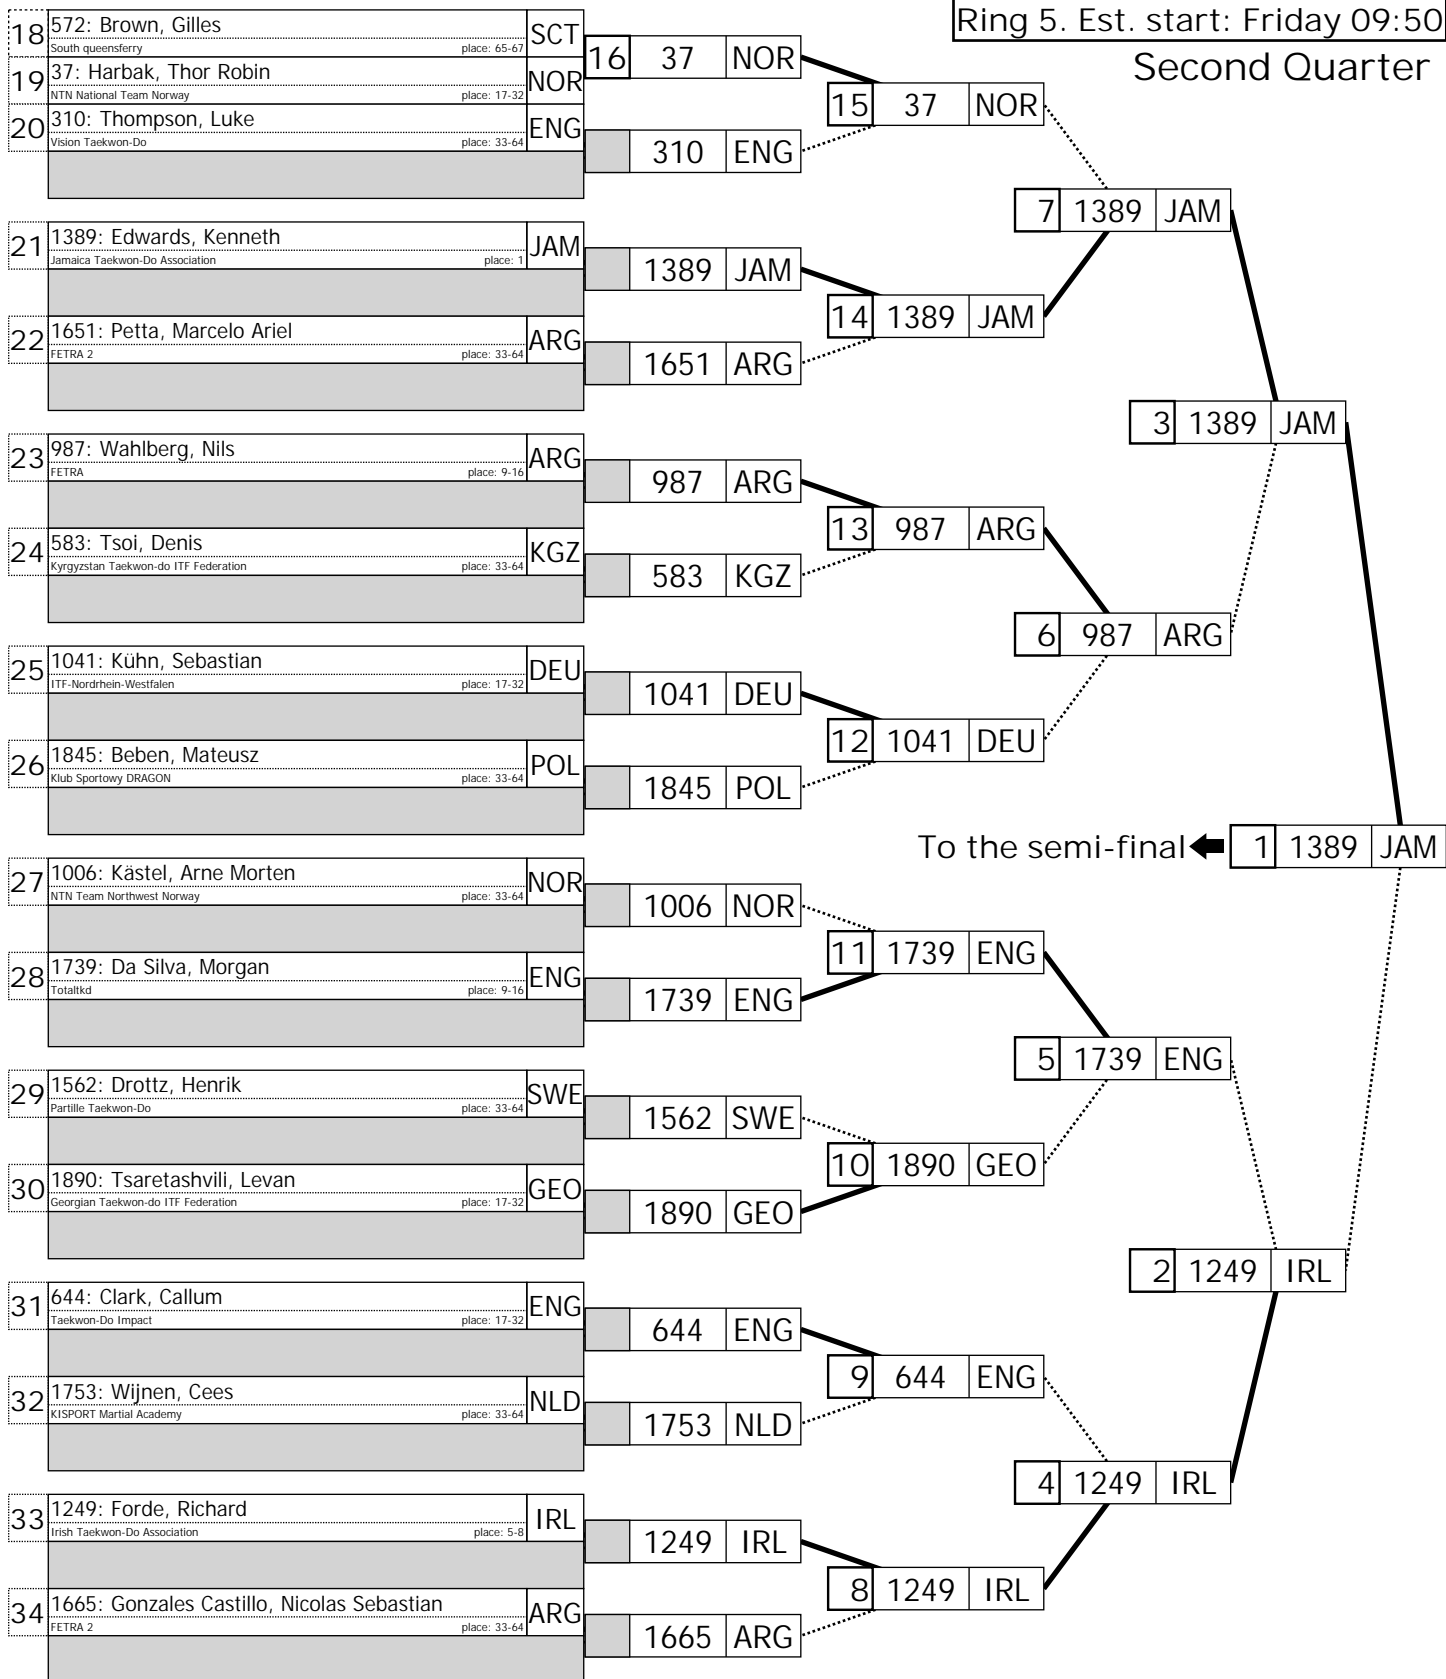 Ring 5. Est. start: Friday 09:50
Second Quarter
18 572: Brown, Gilles SCT
South queensferry place: 65-67
19 37: Harbak, Thor Robin NOR
NTN National Team Norway place: 17-32
20 310: Thompson, Luke ENG
Vision Taekwon-Do place: 33-64
16 37 NOR
310 ENG
15 37 NOR
21 1389: Edwards, Kenneth JAM
Jamaica Taekwon-Do Association place: 1
22 1651: Petta, Marcelo Ariel ARG
FETRA 2 place: 33-64
1389 JAM
1651 ARG
14 1389 JAM
7 1389 JAM
23 987: Wahlberg, Nils ARG
FETRA place: 9-16
24 583: Tsoi, Denis KGZ
Kyrgyzstan Taekwon-do ITF Federation place: 33-64
987 ARG
583 KGZ
13 987 ARG
25 1041: Kühn, Sebastian DEU
ITF-Nordrhein-Westfalen place: 17-32
26 1845: Beben, Mateusz POL
Klub Sportowy DRAGON place: 33-64
1041 DEU
1845 POL
12 1041 DEU
6 987 ARG
3 1389 JAM
To the semi-final 1 1389 JAM
27 1006: Kästel, Arne Morten NOR
NTN Team Northwest Norway place: 33-64
28 1739: Da Silva, Morgan ENG
Totaltkd place: 9-16
1006 NOR
1739 ENG
11 1739 ENG
29 1562: Drottz, Henrik SWE
Partille Taekwon-Do place: 33-64
30 1890: Tsaretashvili, Levan GEO
Georgian Taekwon-do ITF Federation place: 17-32
1562 SWE
1890 GEO
10 1890 GEO
5 1739 ENG
31 644: Clark, Callum ENG
Taekwon-Do Impact place: 17-32
32 1753: Wijnen, Cees NLD
KISPORT Martial Academy place: 33-64
644 ENG
1753 NLD
9 644 ENG
33 1249: Forde, Richard IRL
Irish Taekwon-Do Association place: 5-8
34 1665: Gonzales Castillo, Nicolas Sebastian ARG
FETRA 2 place: 33-64
1249 IRL
1665 ARG
8 1249 IRL
4 1249 IRL
2 1249 IRL